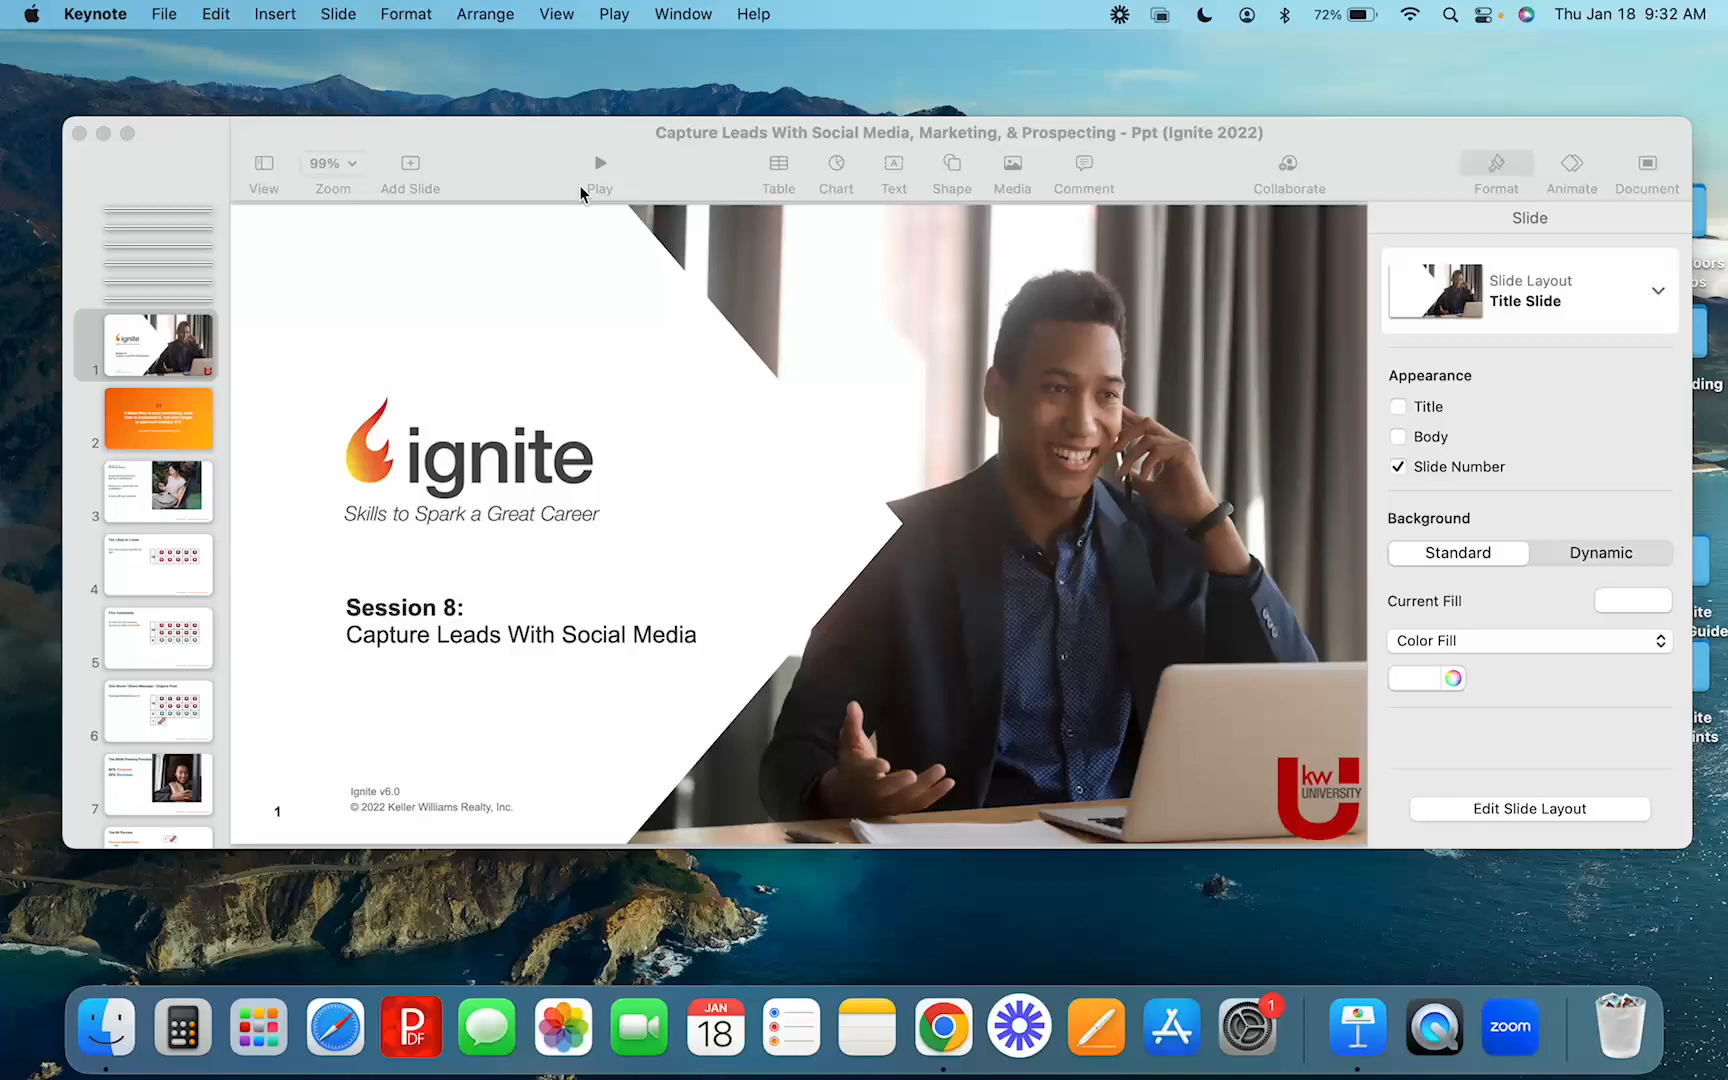 Keynote File Edit Insert Slide Format Arrange View Play Window Help 72% Thu Jan 18 9:32 AM
Capture Leads With Social Media, Marketing, & Prospecting - Ppt (Ignite 2022)
99%
View Zoom Add Slide Play Table Chart Text Shape Media Comment Collaborate Format Animate Document
1
ignite
2
3
4
5
6
7
ignite
Skills to Spark a Great Career
Session 8:
Capture Leads With Social Media
Ignite v6.0
© 2022 Keller Williams Realty, Inc.
1
kw
UNIVERSITY
Slide
Slide Layout
Title Slide
Appearance
Title
Body
Slide Number
Background
Standard Dynamic
Current Fill
Color Fill
Edit Slide Layout
PDF
JAN
18
1
zoom